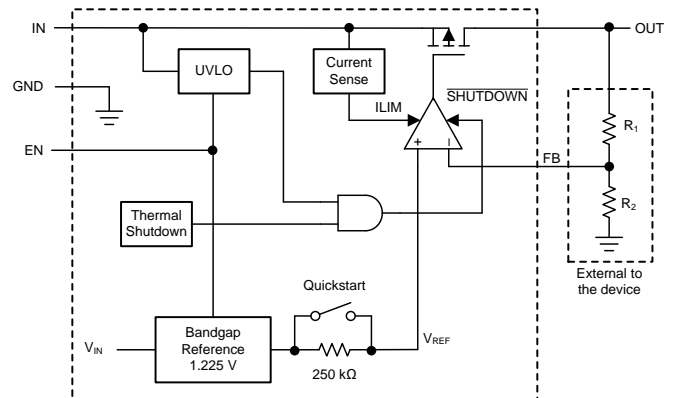 IN
OUT
UVLO
Current
Sense
GND
ILIM
SHUTDOWN
R1
EN
+
–
FB
R2
Thermal
Shutdown
External to
the device
Quickstart
VIN
Bandgap
Reference
1.225 V
VREF
250 kΩ